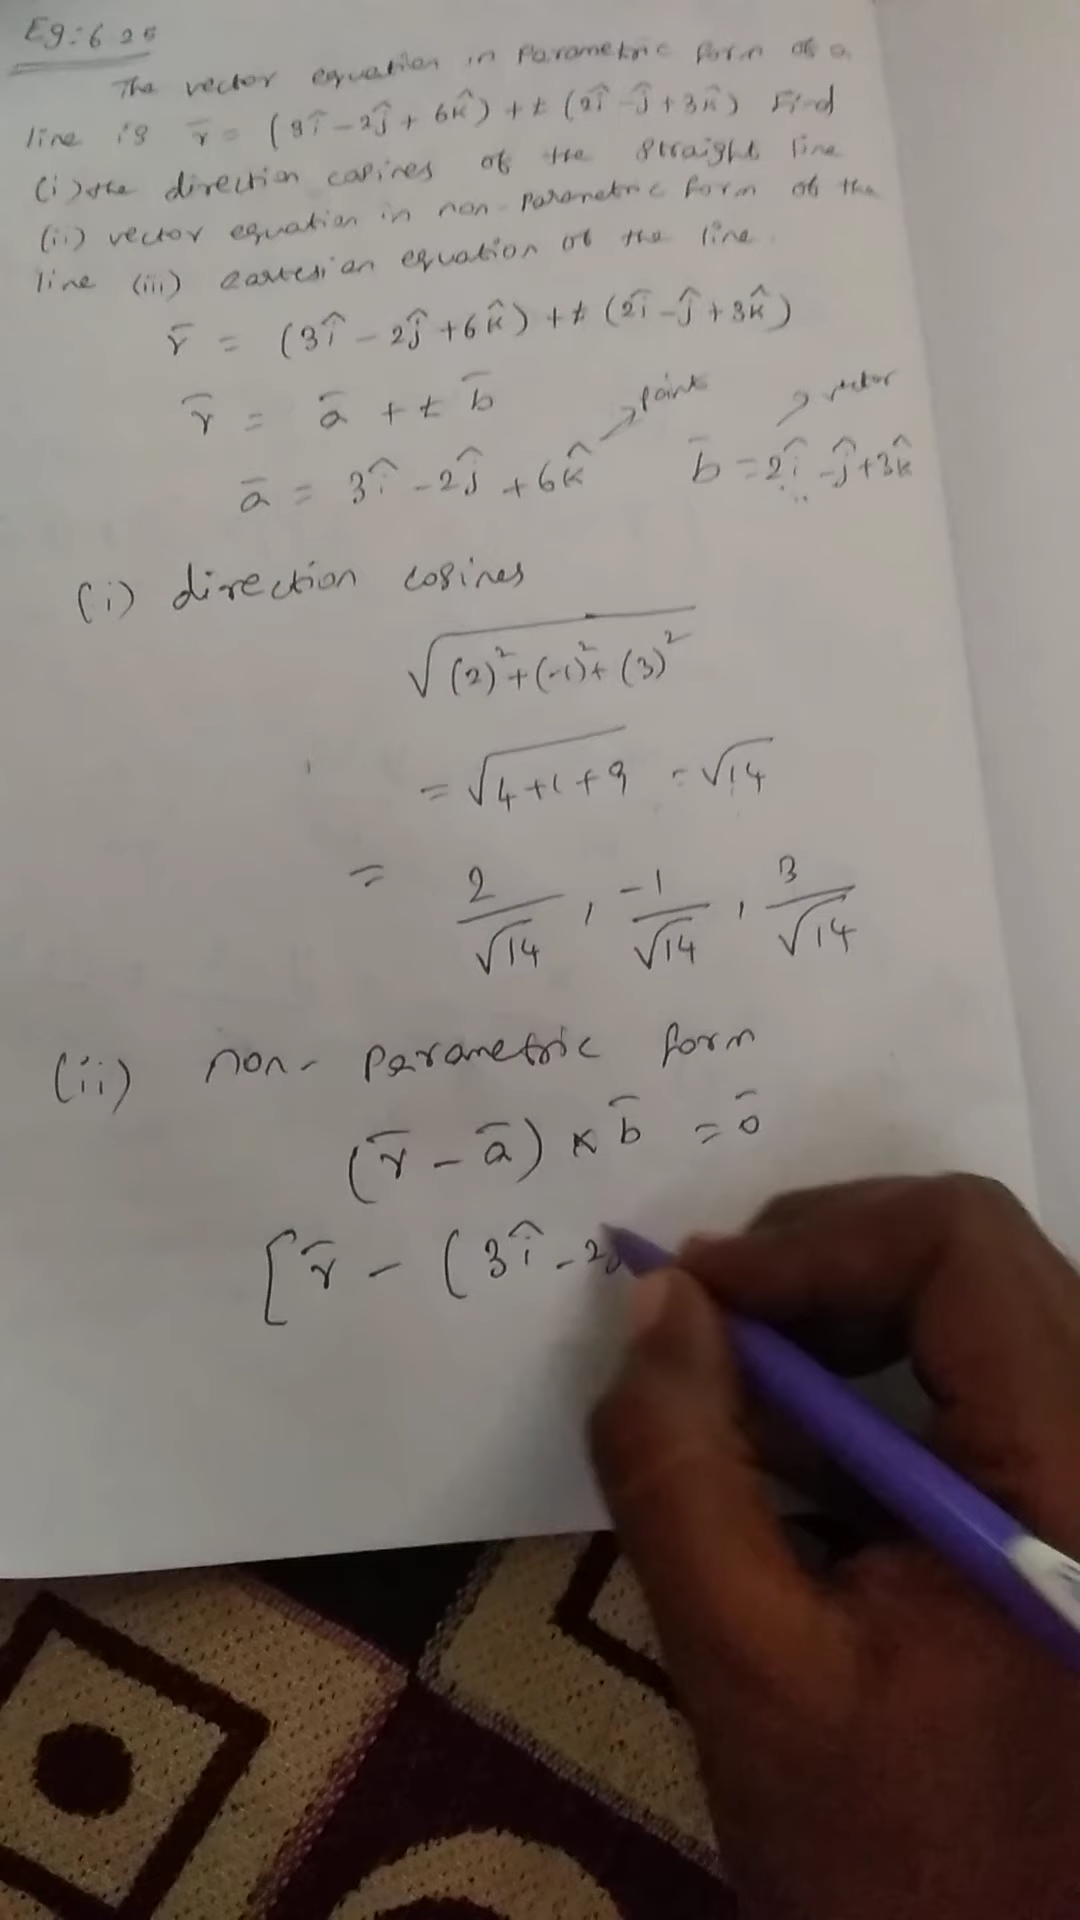 Eg: 6.25
The vector equation in Parametric form of a
line is r̄ = (3î - 2ĵ + 6k̂) + t (2î - ĵ + 3k̂) Find
(i) the direction cosines of the straight line
(ii) vector equation in non-Parametric form of the
line (iii) cartesian equation of the line.
r̄ = (3î - 2ĵ + 6k̂) + t (2î - ĵ + 3k̂)
r̄ = ā + t b̄
ā = 3î - 2ĵ + 6k̂ → point b̄ = 2î - ĵ + 3k̂ → vector
(i) direction cosines
√((2)² + (-1)² + (3)²)
= √(4+1+9) = √14
= 2/√14 , -1/√14 , 3/√14
(ii) non-Parametric form
(r̄ - ā) × b̄ = ō
[r̄ - (3î - 2